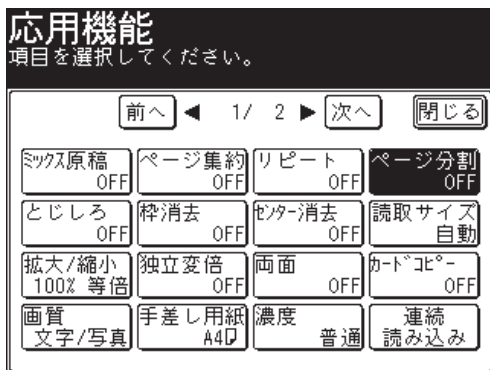 応用機能
項目を選択してください。
前へ ◀ 1/ 2 ▶ 次へ 閉じる
ﾐｯｸｽ原稿 ページ集約 リピート ページ分割
OFF OFF OFF OFF
とじしろ 枠消去 ｾﾝﾀｰ消去 読取サイズ
OFF OFF OFF 自動
拡大/縮小 独立変倍 両面 ｶｰﾄﾞｺﾋﾟｰ
100% 等倍 OFF OFF OFF
画質 手差し用紙 濃度 連続
文字/写真 A4 普通 読み込み